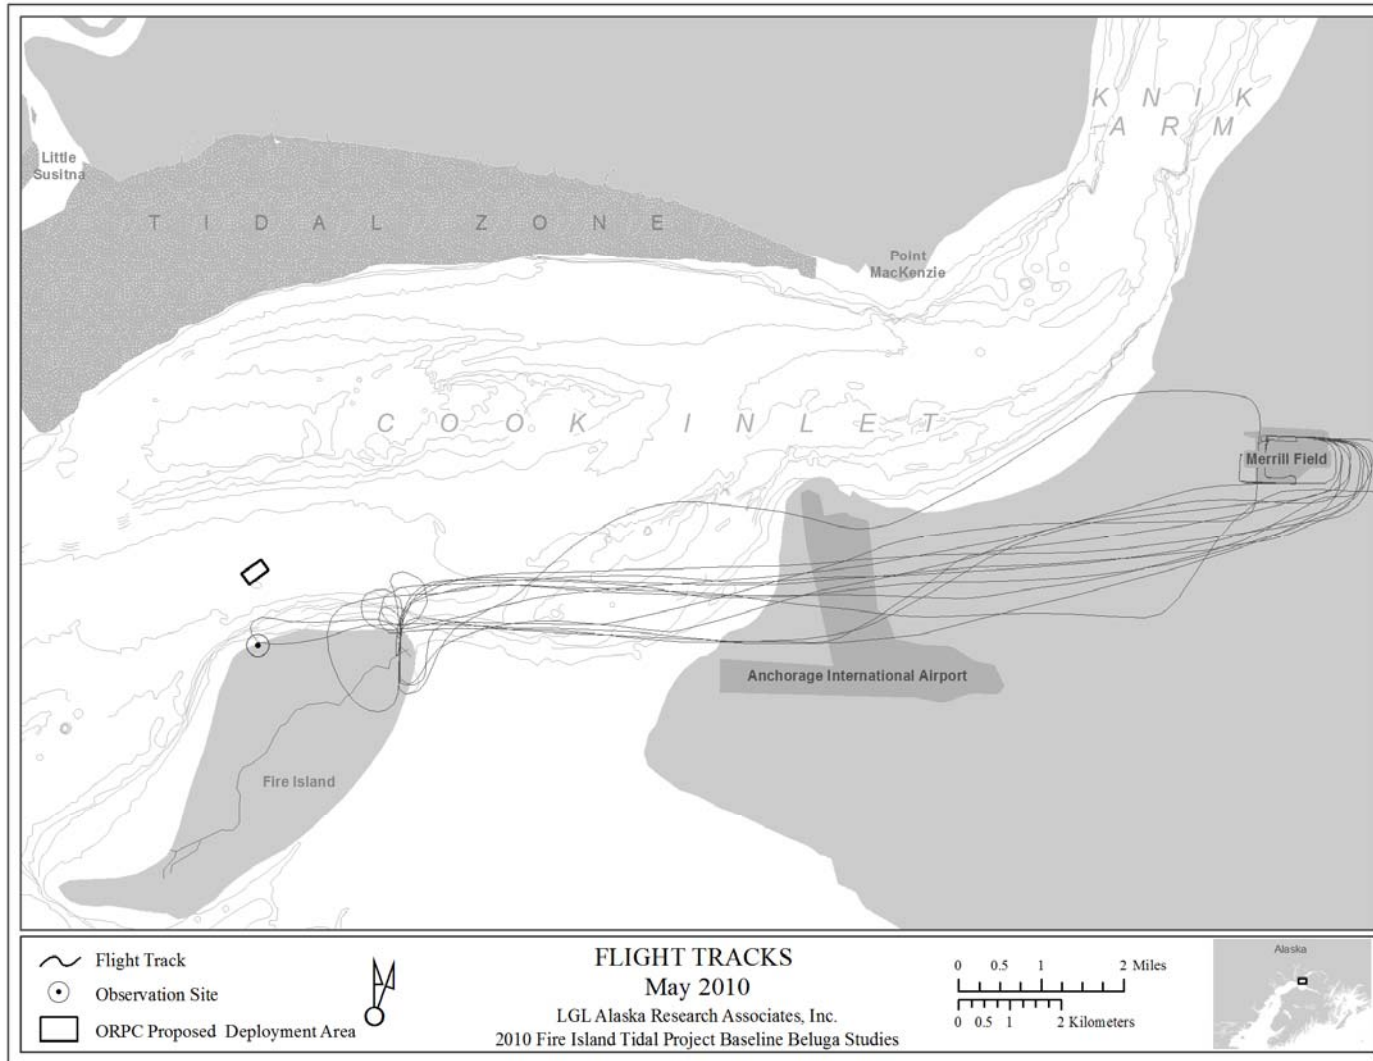 K N I K
A R M
Little
Susitna
T I D A L Z O N E
Point
MacKenzie
C O O K I N L E T
Merrill Field
Anchorage International Airport
Fire Island
Flight Track
Observation Site
ORPC Proposed Deployment Area
FLIGHT TRACKS
May 2010
LGL Alaska Research Associates, Inc.
2010 Fire Island Tidal Project Baseline Beluga Studies
0 0.5 1 2 Miles
0 0.5 1 2 Kilometers
Alaska